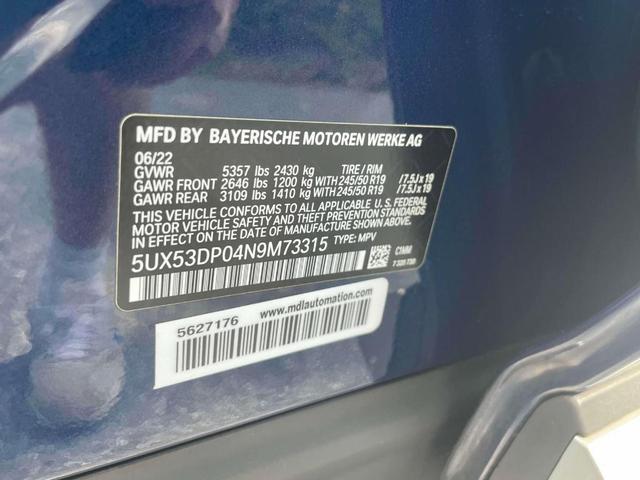 MFD BY BAYERISCHE MOTOREN WERKE AG
06/22
GVWR 5357 lbs 2430 kg TIRE / RIM
GAWR FRONT 2646 lbs 1200 kg WITH 245/50 R19 /7.5J x 19
GAWR REAR 3109 lbs 1410 kg WITH 245/50 R19 /7.5J x 19
THIS VEHICLE CONFORMS TO ALL APPLICABLE U.S. FEDERAL
MOTOR VEHICLE SAFETY AND THEFT PREVENTION STANDARDS
IN EFFECT ON THE DATE OF MANUFACTURE SHOWN ABOVE.
5UX53DP04N9M73315 TYPE: MPV
C1MM
5627176 www.mdlautomation.com